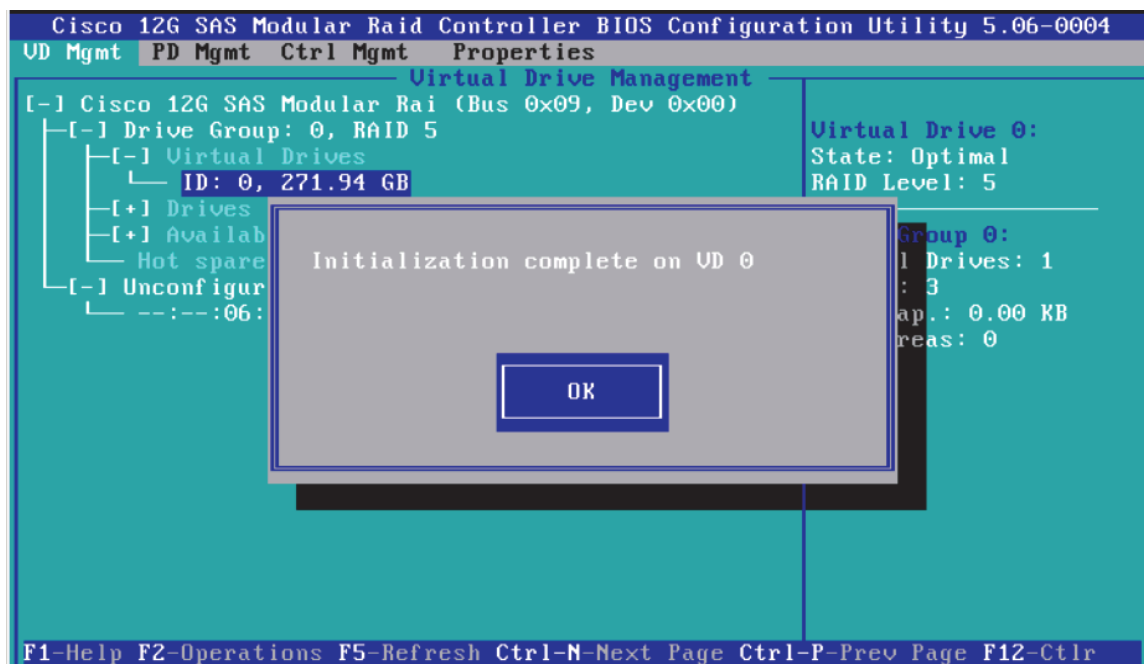 Cisco 12G SAS Modular Raid Controller BIOS Configuration Utility 5.06-0004
VD Mgmt PD Mgmt Ctrl Mgmt Properties
Virtual Drive Management
[-] Cisco 12G SAS Modular Rai (Bus 0x09, Dev 0x00)
[-] Drive Group: 0, RAID 5
Virtual Drive 0:
[-] Virtual Drives
State: Optimal
ID: 0, 271.94 GB
RAID Level: 5
[+] Drives
[+] Availab
Group 0:
Hot spare
Initialization complete on VD 0
l Drives: 1
[-] Unconfigur
: 3
--:--:06:
ap.: 0.00 KB
reas: 0
OK
F1-Help F2-Operations F5-Refresh Ctrl-N-Next Page Ctrl-P-Prev Page F12-Ctlr